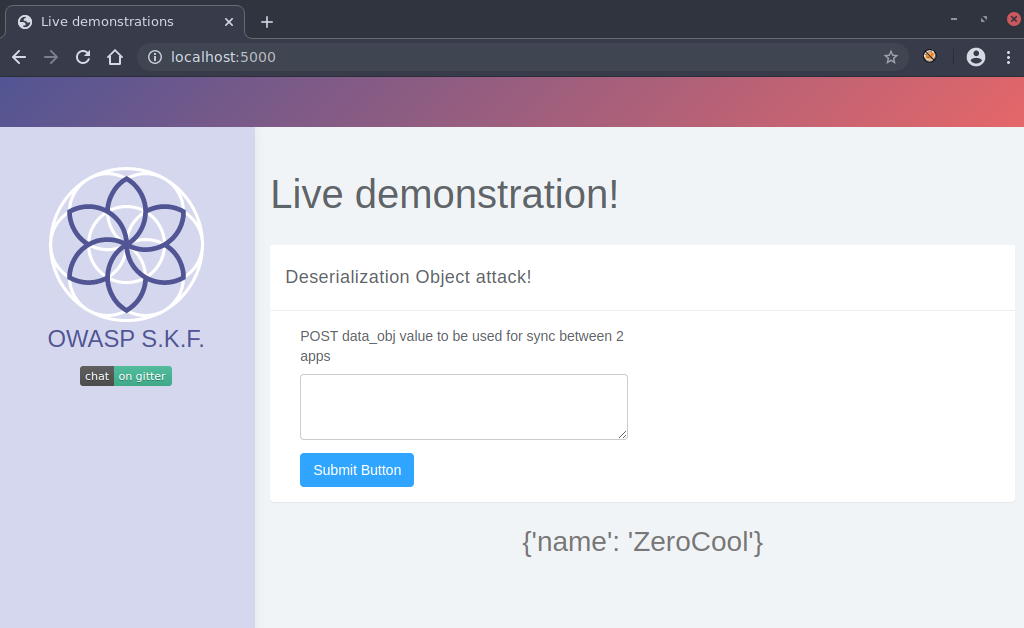 Live demonstrations
localhost:5000
OWASP S.K.F.
chat on gitter
Live demonstration!
Deserialization Object attack!
POST data_obj value to be used for sync between 2
apps
Submit Button
{'name': 'ZeroCool'}